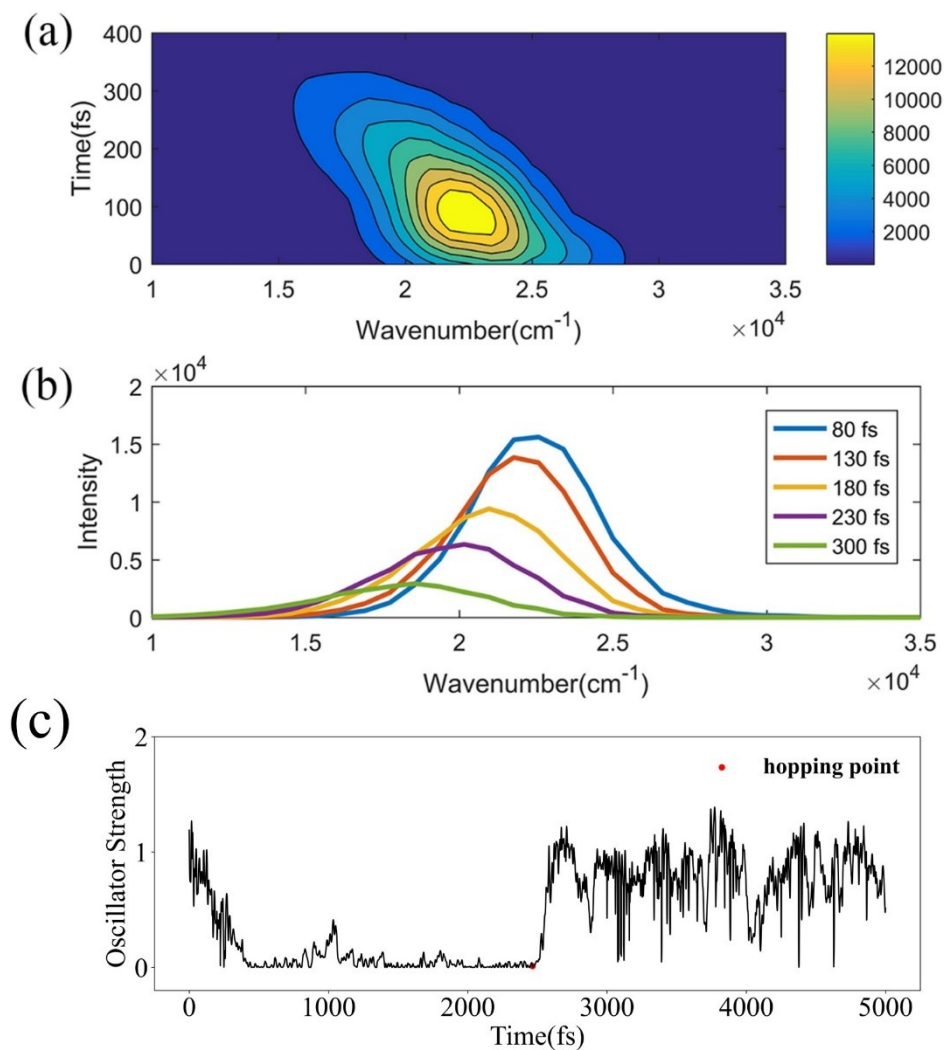 (a)
Time(fs)
400
300
200
100
0
1
1.5
2
2.5
3
3.5
×10⁴
Wavenumber(cm⁻¹)
12000
10000
8000
6000
4000
2000
(b)
×10⁴
Intensity
2
1.5
1
0.5
0
1
1.5
2
2.5
3
3.5
×10⁴
Wavenumber(cm⁻¹)
80 fs
130 fs
180 fs
230 fs
300 fs
(c)
Oscillator Strength
2
1
0
hopping point
0
1000
2000
3000
4000
5000
Time(fs)